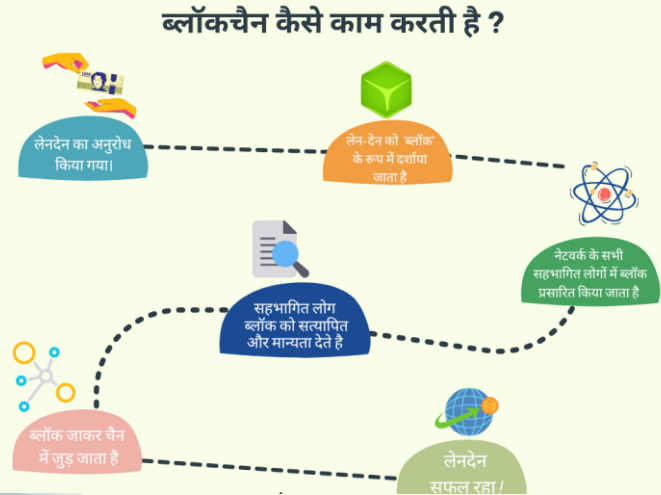 ब्लॉकचैन कैसे काम करती है ?
लेनदेन का अनुरोध
किया गया।
लेन-देन को 'ब्लॉक'
के रूप में दर्शाया
जाता है
नेटवर्क के सभी
सहभागित लोगों में ब्लॉक
प्रसारित किया जाता है
सहभागित लोग
ब्लॉक को सत्यापित
और मान्यता देते है
ब्लॉक जाकर चैन
में जुड़ जाता है
लेनदेन
सफल रहा!